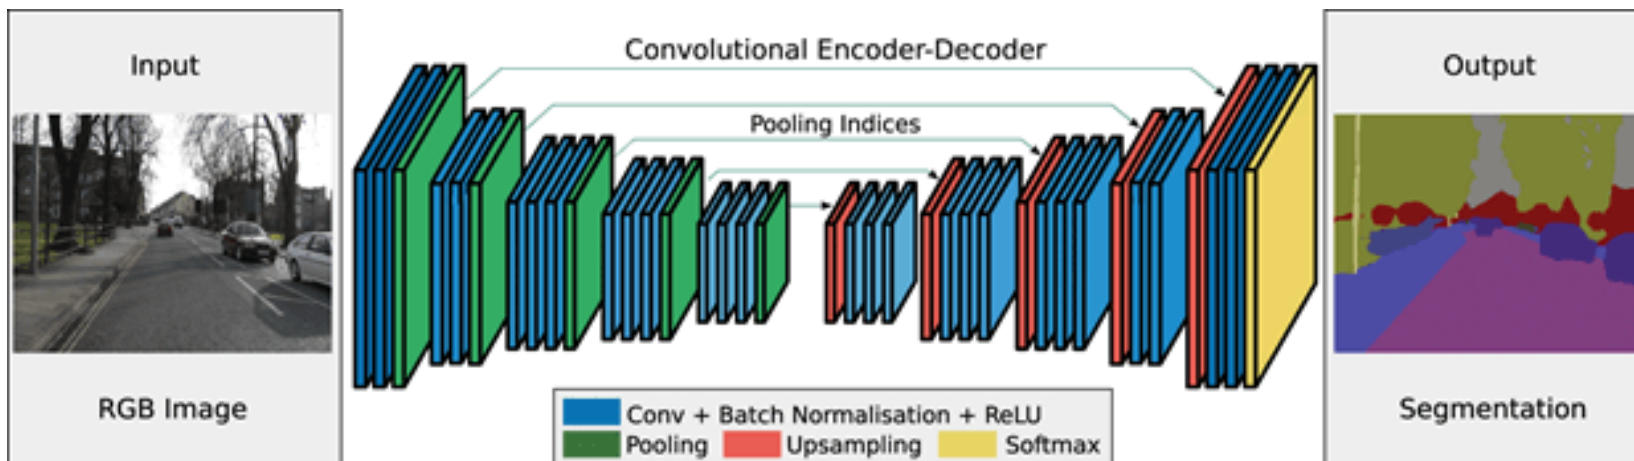 Input
RGB Image
Convolutional Encoder-Decoder
Pooling Indices
Conv + Batch Normalisation + ReLU
Pooling Upsampling Softmax
Output
Segmentation